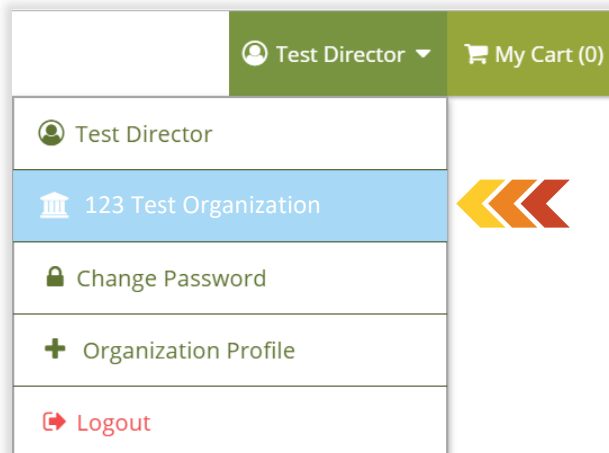 Test Director
My Cart (0)
Test Director
123 Test Organization
Change Password
Organization Profile
Logout